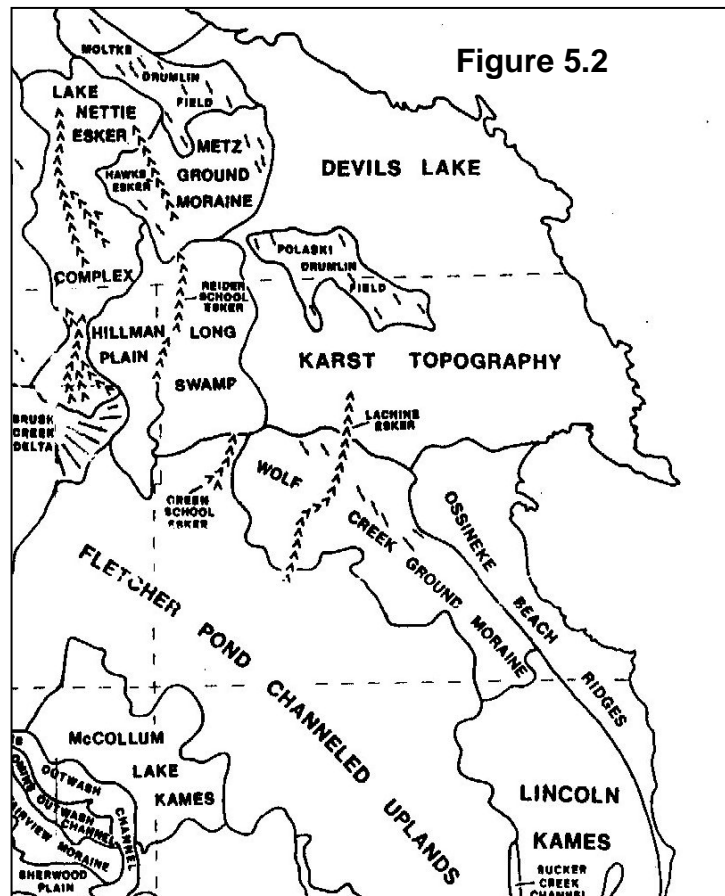 Figure 5.2
MOLTKE
DRUMLIN
FIELD
LAKE
NETTIE
ESKER
COMPLEX
METZ
GROUND
MORAINE
HAWKS
ESKER
DEVILS LAKE
POLASKI
DRUMLIN
FIELD
REIDER
SCHOOL
ESKER
HILLMAN
PLAIN
LONG
SWAMP
KARST TOPOGRAPHY
LACHINE
ESKER
BRUSH
CREEK
DELTA
GREEN
SCHOOL
ESKER
WOLF
CREEK
GROUND
MORAINE
OSSINEKE
BEACH
RIDGES
FLETCHER
POND
CHANNELED
UPLANDS
McCOLLUM
LAKE
KAMES
OUTWASH
CHANNEL
OUTWASH
CHANNEL
FAIRVIEW MORAINE
SHERWOOD
PLAIN
LINCOLN
KAMES
SUCKER
CREEK
CHANNEL